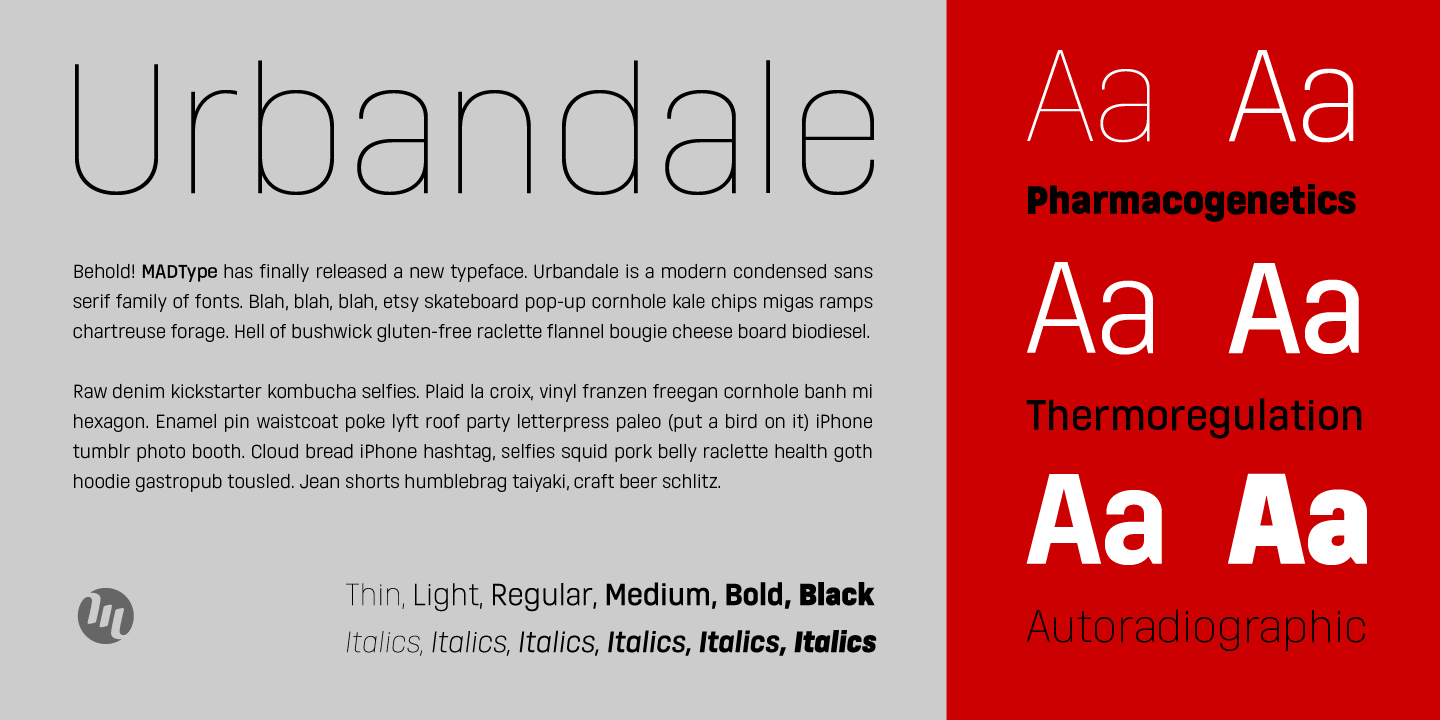 Urbandale
Behold! MADType has finally released a new typeface. Urbandale is a modern condensed sans
serif family of fonts. Blah, blah, blah, etsy skateboard pop-up cornhole kale chips migas ramps
chartreuse forage. Hell of bushwick gluten-free raclette flannel bougie cheese board biodiesel.
Raw denim kickstarter kombucha selfies. Plaid la croix, vinyl franzen freegan cornhole banh mi
hexagon. Enamel pin waistcoat poke lyft roof party letterpress paleo (put a bird on it) iPhone
tumblr photo booth. Cloud bread iPhone hashtag, selfies squid pork belly raclette health goth
hoodie gastropub tousled. Jean shorts humblebrag taiyaki, craft beer schlitz.
m
Thin, Light, Regular, Medium, Bold, Black
Italics, Italics, Italics, Italics, Italics, Italics
Aa Aa
Pharmacogenetics
Aa Aa
Thermoregulation
Aa Aa
Autoradiographic